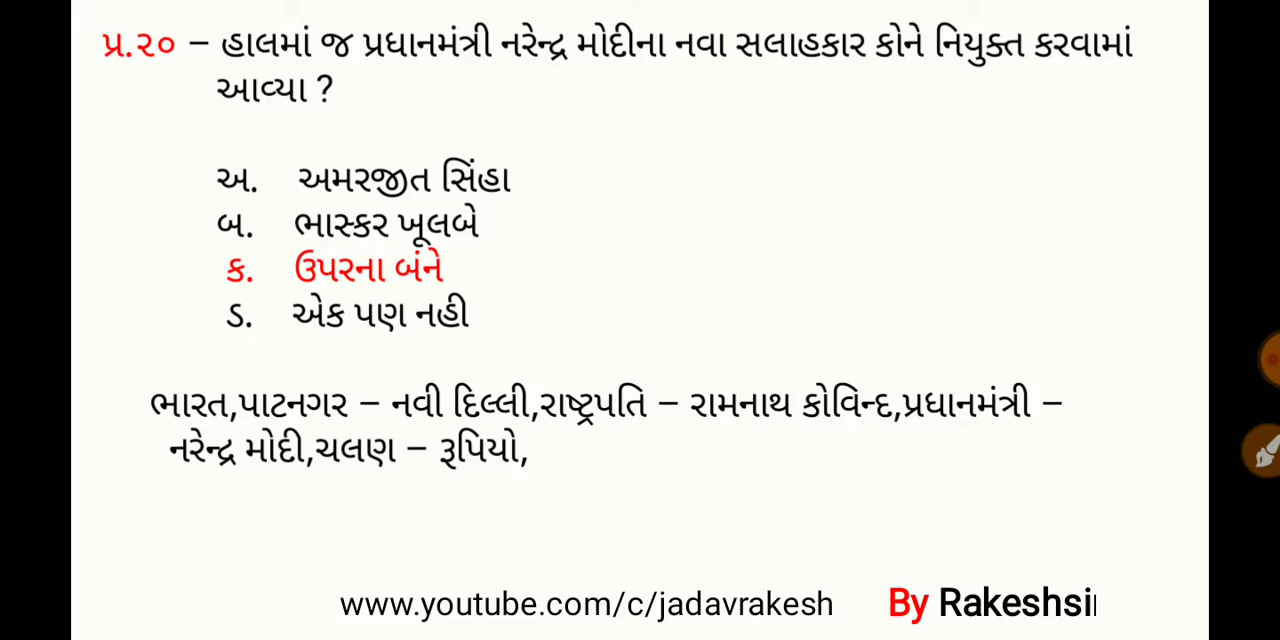 પ્ર.૨૦ – હાલમાં જ પ્રધાનમંત્રી નરેન્દ્ર મોદીના નવા સલાહકાર કોને નિયુક્ત કરવામાં
આવ્યા ?
અ. અમરજીત સિંહા
બ. ભાસ્કર ખૂલબે
ક. ઉપરના બંને
ડ. એક પણ નહી
ભારત,પાટનગર – નવી દિલ્લી,રાષ્ટ્રપતિ – રામનાથ કોવિન્દ,પ્રધાનમંત્રી –
નરેન્દ્ર મોદી,ચલણ – રૂપિયો,
www.youtube.com/c/jadavrakesh By Rakeshsi